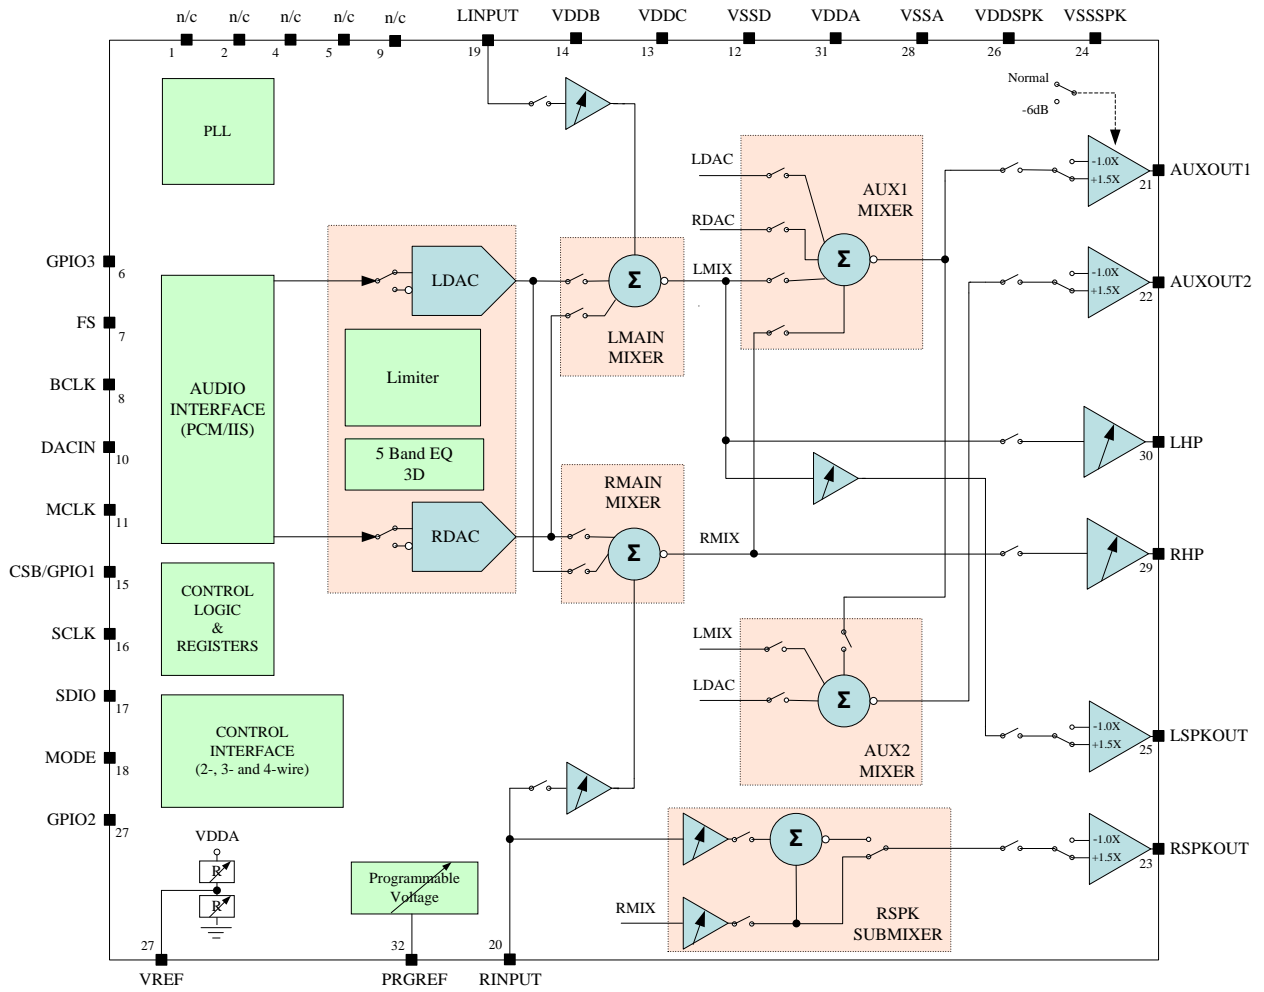 n/c n/c n/c n/c n/c LINPUT VDDB VDDC VSSD VDDA VSSA VDDSPK VSSSPK
1 2 4 5 9 19 14 13 12 31 28 26 24
Normal
-6dB
PLL
LDAC
RDAC
LMIX
AUX1
MIXER
Σ
-1.0X
+1.5X
21
AUXOUT1
-1.0X
+1.5X
22
AUXOUT2
GPIO3
6
FS
7
BCLK
8
DACIN
10
MCLK
11
CSB/GPIO1
15
SCLK
16
SDIO
17
MODE
18
GPIO2
27
AUDIO
INTERFACE
(PCM/IIS)
LDAC
Limiter
5 Band EQ
3D
RDAC
Σ
LMAIN
MIXER
RMAIN
MIXER
Σ
RMIX
30
LHP
29
RHP
CONTROL
LOGIC
&
REGISTERS
CONTROL
INTERFACE
(2-, 3- and 4-wire)
LMIX
LDAC
Σ
AUX2
MIXER
-1.0X
+1.5X
25
LSPKOUT
Σ
RMIX
RSPK
SUBMIXER
-1.0X
+1.5X
23
RSPKOUT
VDDA
R
R
Programmable
Voltage
27
VREF
32
PRGREF
20
RINPUT